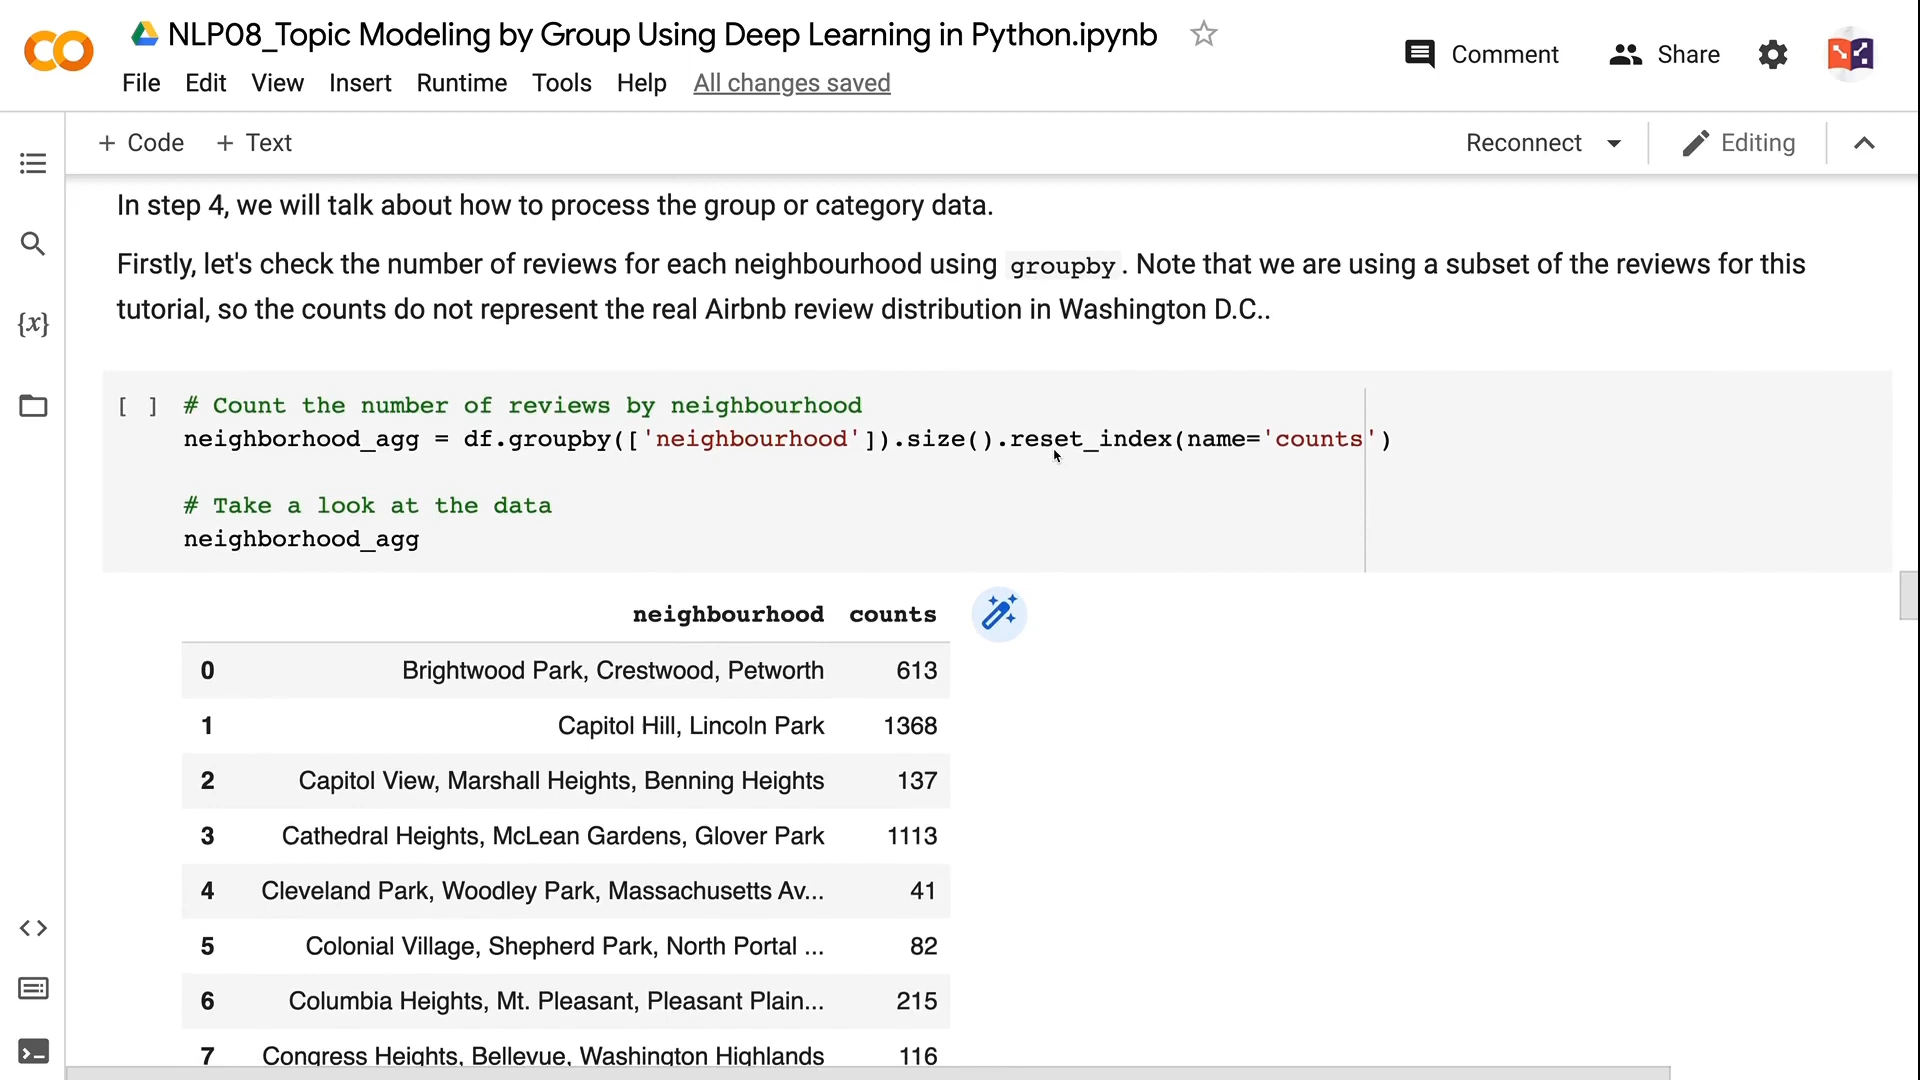 NLP08_Topic Modeling by Group Using Deep Learning in Python.ipynb
File Edit View Insert Runtime Tools Help All changes saved
Comment Share
+ Code + Text
Reconnect Editing
In step 4, we will talk about how to process the group or category data.
Firstly, let's check the number of reviews for each neighbourhood using groupby. Note that we are using a subset of the reviews for this
tutorial, so the counts do not represent the real Airbnb review distribution in Washington D.C..
{x}
[ ] # Count the number of reviews by neighbourhood
neighborhood_agg = df.groupby(['neighbourhood']).size().reset_index(name='counts')
# Take a look at the data
neighborhood_agg
neighbourhood counts
0 Brightwood Park, Crestwood, Petworth 613
1 Capitol Hill, Lincoln Park 1368
2 Capitol View, Marshall Heights, Benning Heights 137
3 Cathedral Heights, McLean Gardens, Glover Park 1113
4 Cleveland Park, Woodley Park, Massachusetts Av... 41
5 Colonial Village, Shepherd Park, North Portal ... 82
6 Columbia Heights, Mt. Pleasant, Pleasant Plain... 215
7 Congress Heights, Bellevue, Washington Highlands 116